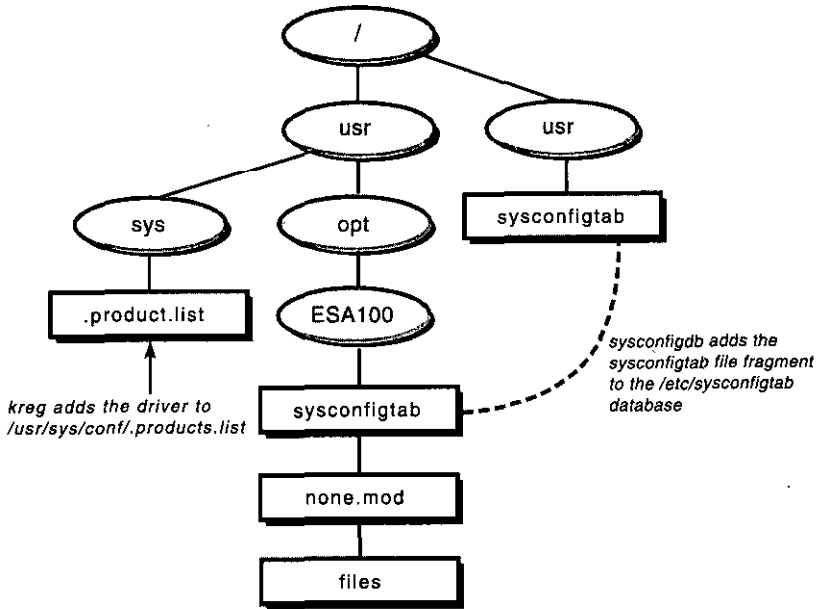 /
usr
usr
sys
opt
sysconfigtab
.product.list
ESA100
sysconfigdb adds the
sysconfigtab file fragment
to the /etc/sysconfigtab
database
kreg adds the driver to
/usr/sys/conf/.products.list
sysconfigtab
none.mod
files